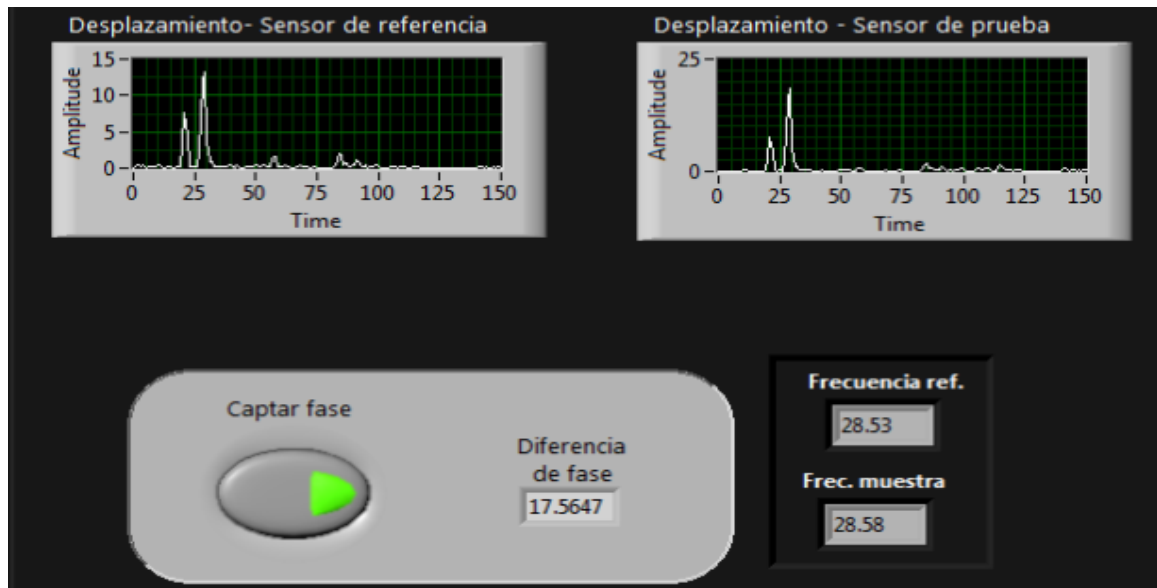 Desplazamiento- Sensor de referencia
Amplitude
15
10
5
0
0 25 50 75 100 125 150
Time
Desplazamiento - Sensor de prueba
Amplitude
25
0
0 25 50 75 100 125 150
Time
Captar fase
Diferencia
de fase
17.5647
Frecuencia ref.
28.53
Frec. muestra
28.58